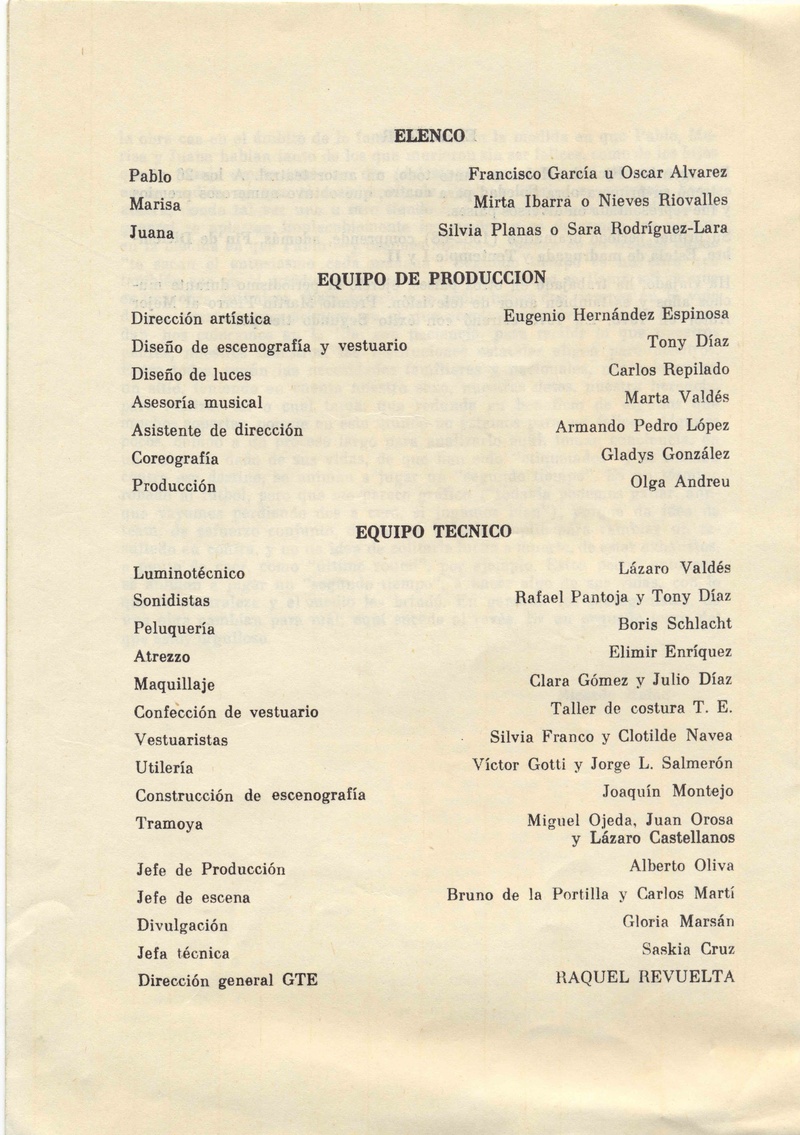 ELENCO
Pablo Francisco García u Oscar Alvarez
Marisa Mirta Ibarra o Nieves Riovalles
Juana Silvia Planas o Sara Rodríguez-Lara
EQUIPO DE PRODUCCION
Dirección artística Eugenio Hernández Espinosa
Diseño de escenografía y vestuario Tony Díaz
Diseño de luces Carlos Repilado
Asesoría musical Marta Valdés
Asistente de dirección Armando Pedro López
Coreografía Gladys González
Producción Olga Andreu
EQUIPO TECNICO
Luminotécnico Lázaro Valdés
Sonidistas Rafael Pantoja y Tony Díaz
Peluquería Boris Schlacht
Atrezzo Elimir Enríquez
Maquillaje Clara Gómez y Julio Díaz
Confección de vestuario Taller de costura T. E.
Vestuaristas Silvia Franco y Clotilde Navea
Utilería Víctor Gotti y Jorge L. Salmerón
Construcción de escenografía Joaquín Montejo
Tramoya Miguel Ojeda, Juan Orosa
y Lázaro Castellanos
Jefe de Producción Alberto Oliva
Jefe de escena Bruno de la Portilla y Carlos Martí
Divulgación Gloria Marsán
Jefa técnica Saskia Cruz
Dirección general GTE RAQUEL REVUELTA